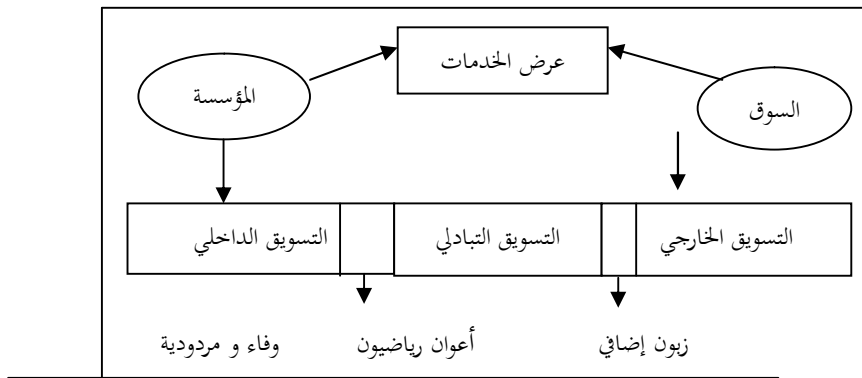 عرض الخدمات
السوق
المؤسسة
التسويق الخارجي
التسويق التبادلي
التسويق الداخلي
زبون إضافي
أعوان رياضيون
وفاء و مردودية